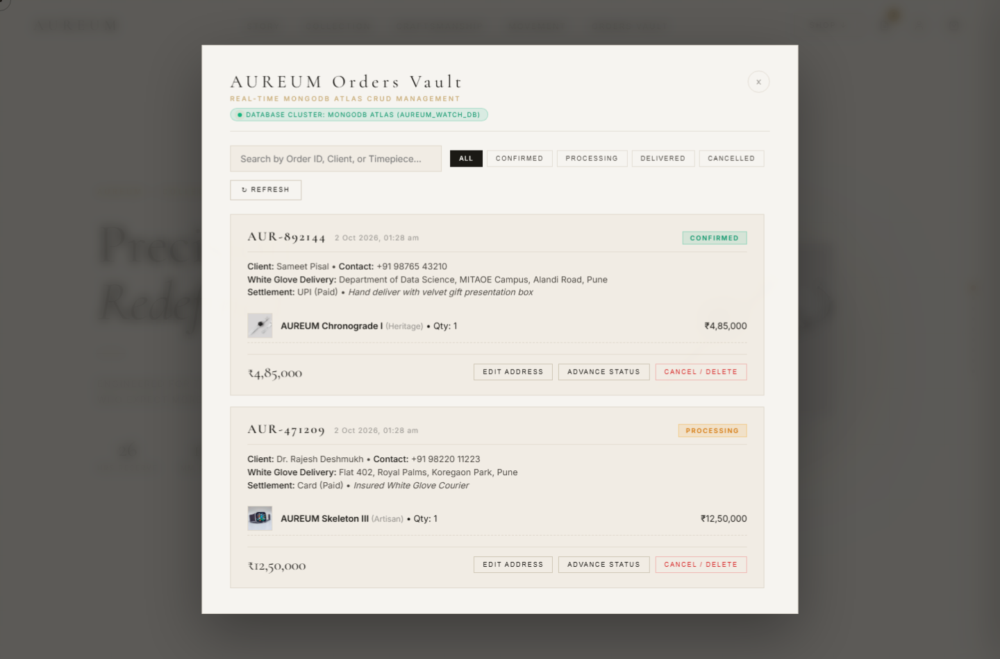 AUREUM
AUREUM Orders Vault
x
REAL-TIME MONGODB ATLAS CRUD MANAGEMENT
DATABASE CLUSTER: MONGODB ATLAS (AUREUM_WATCH_DB)
Search by Order ID, Client, or Timepiece...
ALL
CONFIRMED
PROCESSING
DELIVERED
CANCELLED
↻ REFRESH
Preci
Redef
AUR-892144 2 Oct 2026, 01:28 am
CONFIRMED
Client: Sameet Pisal • Contact: +91 98765 43210
White Glove Delivery: Department of Data Science, MITAOE Campus, Alandi Road, Pune
Settlement: UPI (Paid) • Hand deliver with velvet gift presentation box
AUREUM Chronograde I (Heritage) • Qty: 1
₹4,85,000
₹4,85,000
EDIT ADDRESS
ADVANCE STATUS
CANCEL / DELETE
AUR-471209 2 Oct 2026, 01:28 am
PROCESSING
Client: Dr. Rajesh Deshmukh • Contact: +91 98220 11223
White Glove Delivery: Flat 402, Royal Palms, Koregaon Park, Pune
Settlement: Card (Paid) • Insured White Glove Courier
AUREUM Skeleton III (Artisan) • Qty: 1
₹12,50,000
₹12,50,000
EDIT ADDRESS
ADVANCE STATUS
CANCEL / DELETE